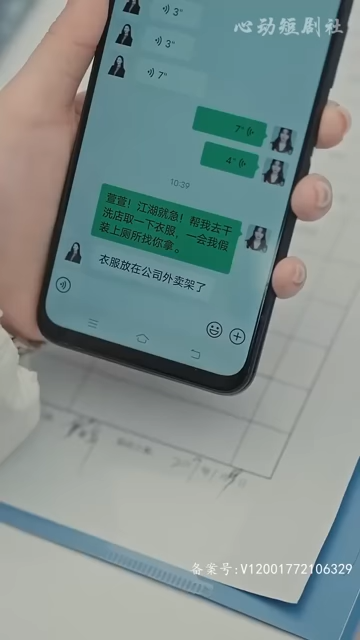 心动短剧社
3"
3"
7"
7"
4"
10:39
萱萱！江湖就急！帮我去干
洗店取一下衣服，一会我假
装上厕所找你拿。
衣服放在公司外卖架了
备案号:V12001772106329